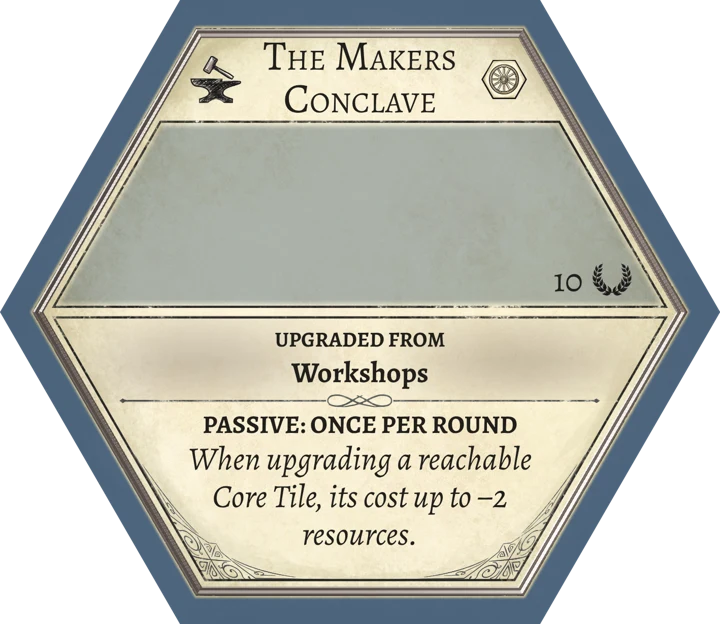 The Makers
Conclave
10
UPGRADED FROM
Workshops
PASSIVE: ONCE PER ROUND
When upgrading a reachable
Core Tile, its cost up to –2
resources.